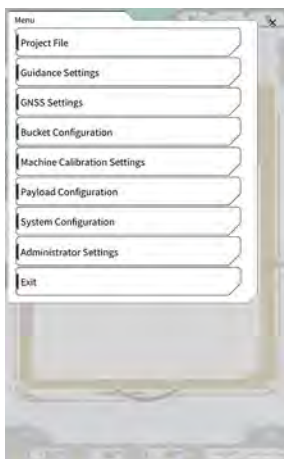 Menu
Project File
Guidance Settings
GNSS Settings
Bucket Configuration
Machine Calibration Settings
Payload Configuration
System Configuration
Administrator Settings
Exit